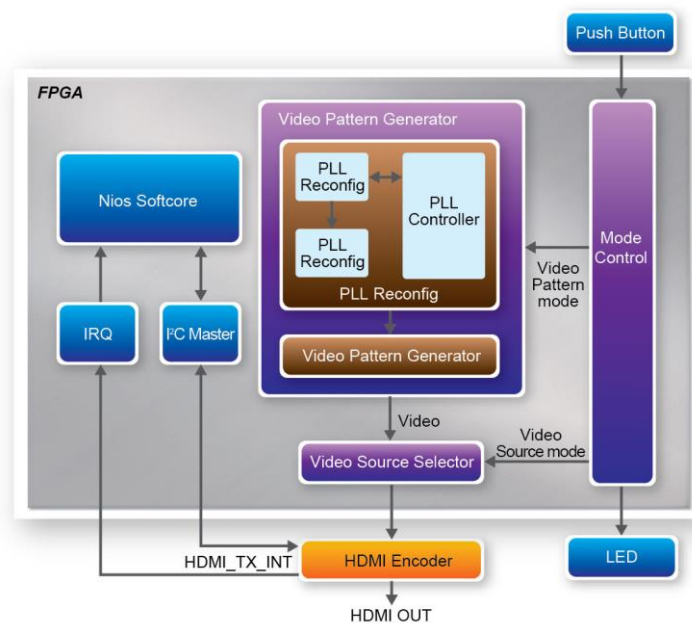 Push Button
FPGA
Video Pattern Generator
PLL
Reconfig
PLL
Controller
PLL
Reconfig
PLL Reconfig
Video Pattern Generator
Nios Softcore
IRQ
I²C Master
Mode
Control
Video
Pattern
mode
Video
Video
Source mode
Video Source Selector
HDMI_TX_INT
HDMI Encoder
LED
HDMI OUT